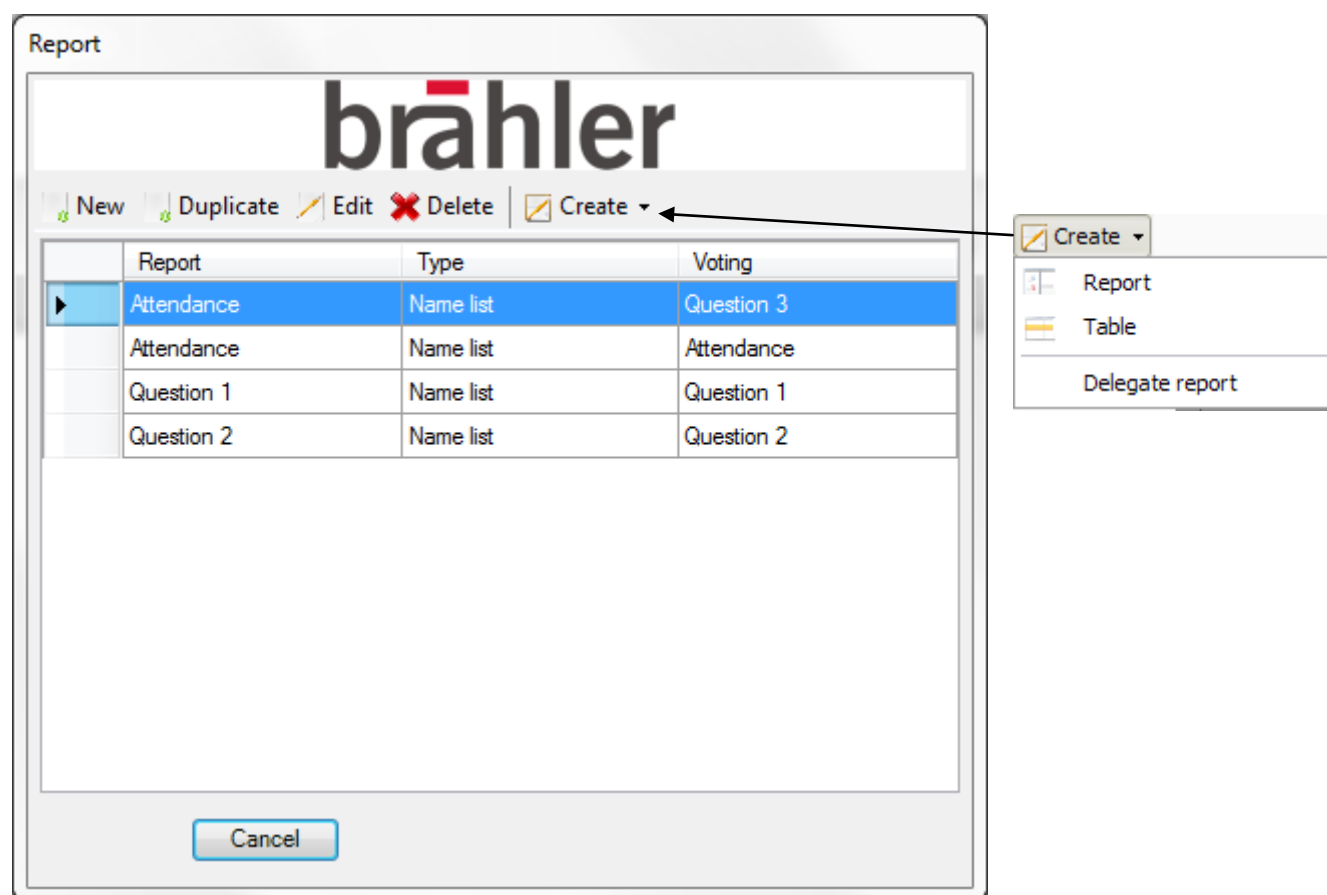 Report
brähler
New Duplicate Edit Delete Create
Report Type Voting
Attendance Name list Question 3
Attendance Name list Attendance
Question 1 Name list Question 1
Question 2 Name list Question 2
Cancel
Create
Report
Table
Delegate report